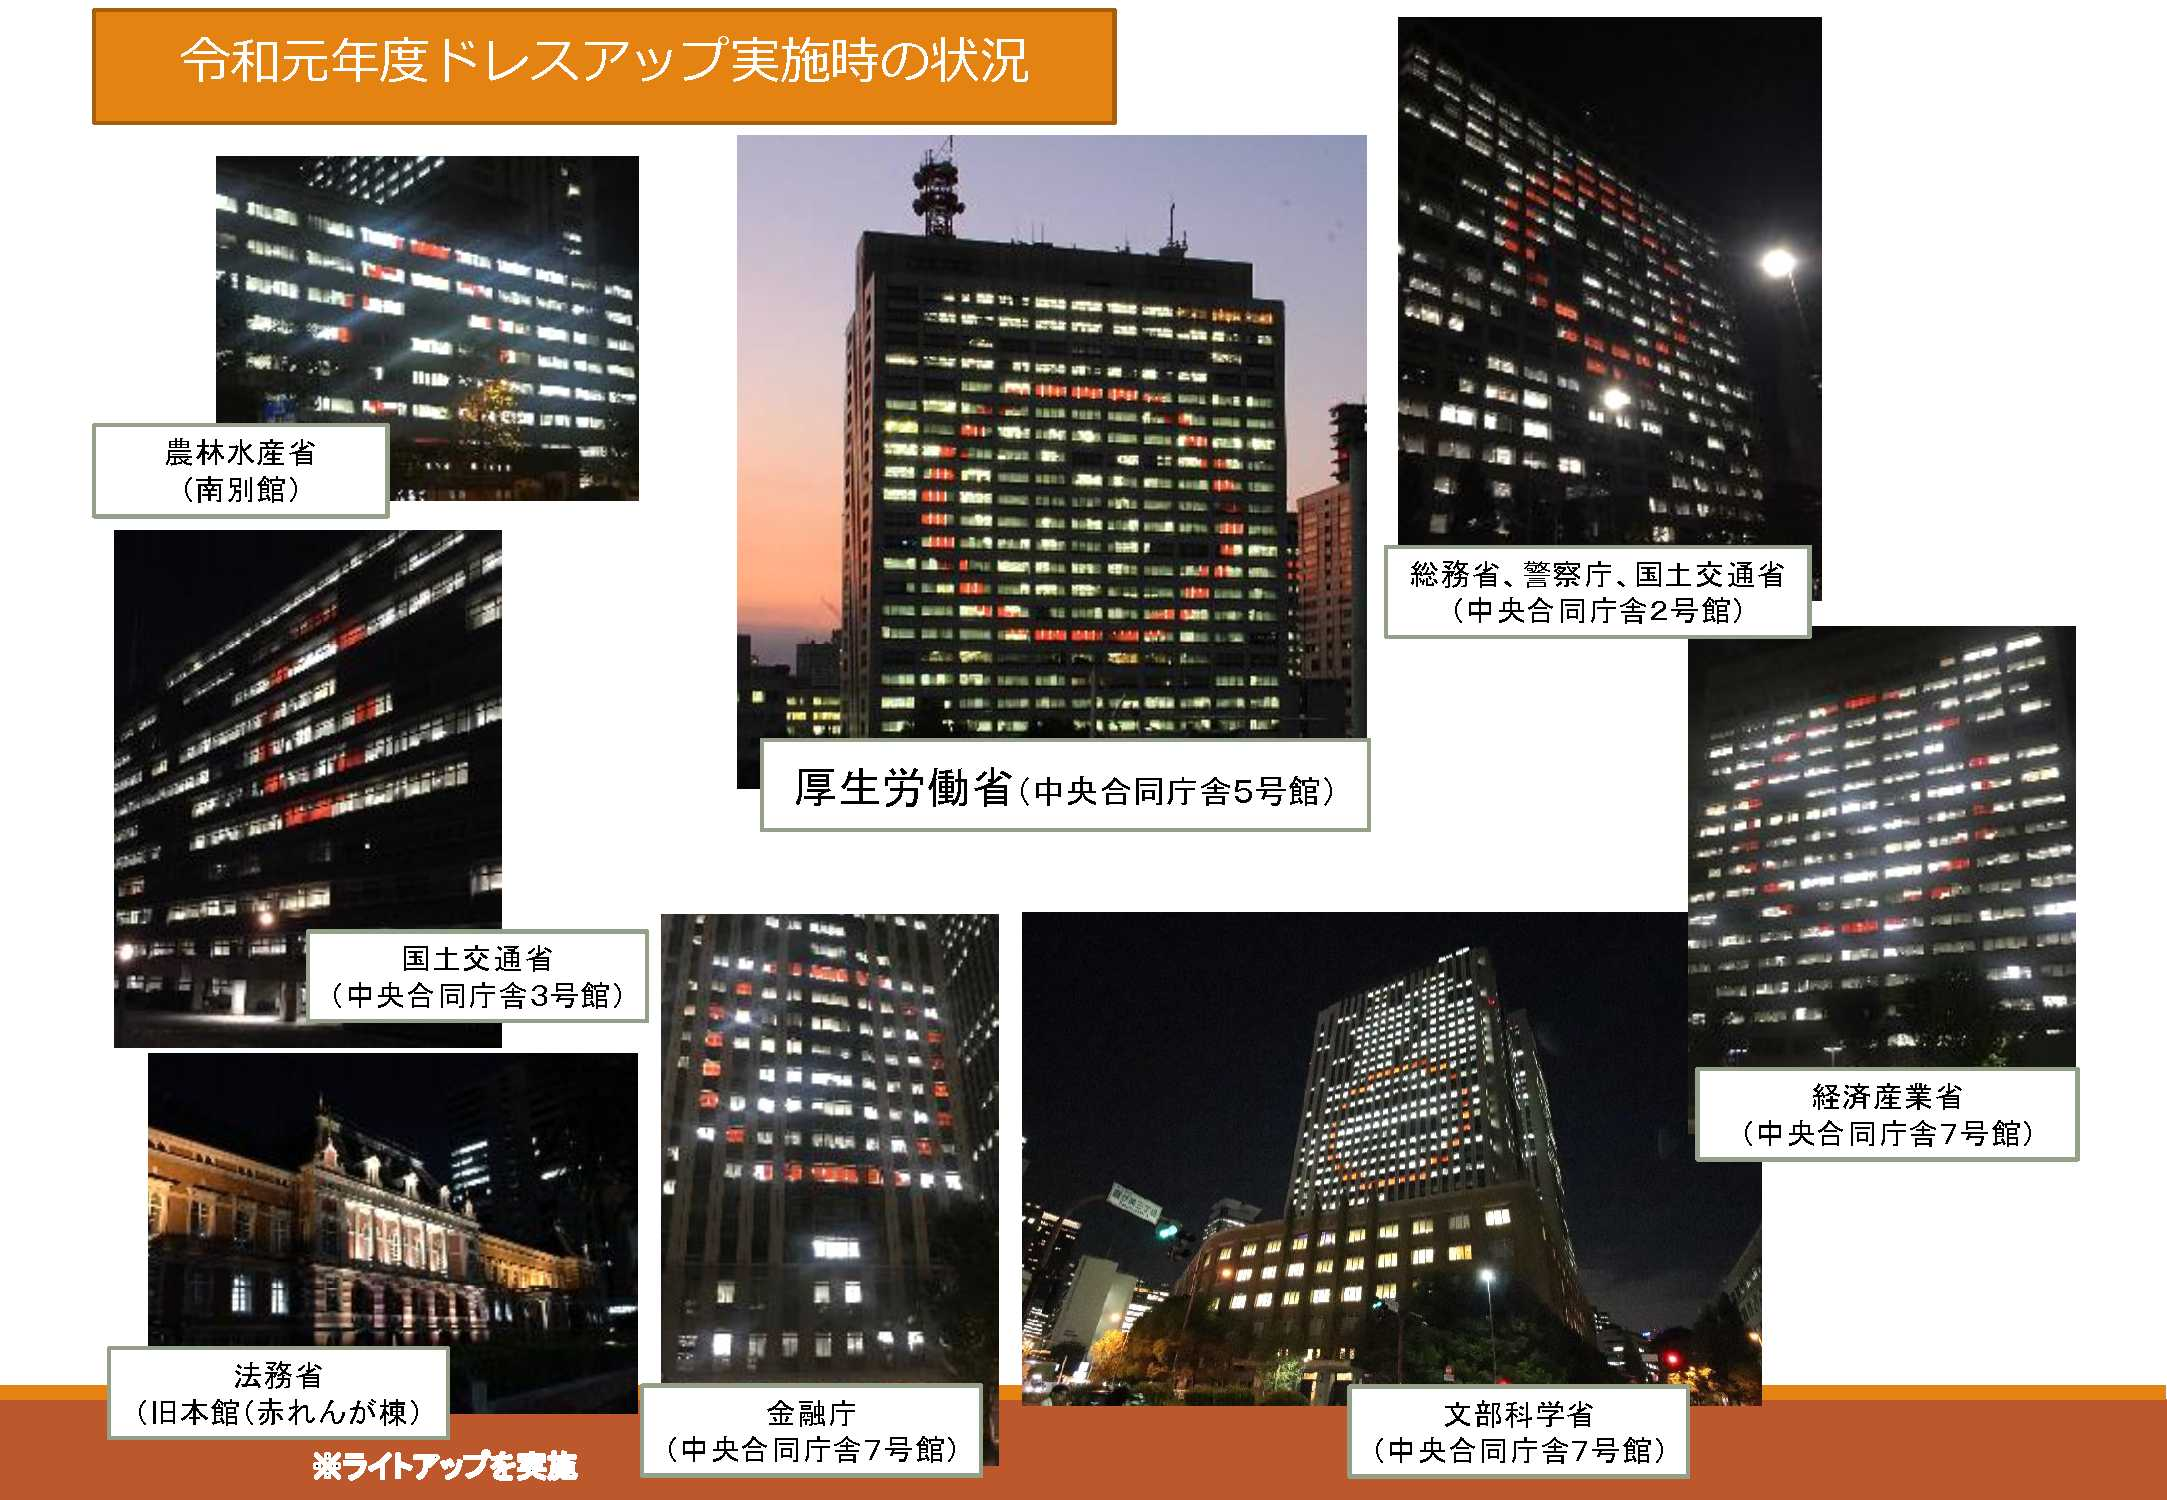 令和元年度ドレスアップ実施時の状況
農林水産省
（南別館）
厚生労働省（中央合同庁舎5号館）
総務省、警察庁、国土交通省
（中央合同庁舎2号館）
国土交通省
（中央合同庁舎3号館）
経済産業省
（中央合同庁舎7号館）
法務省
（旧本館（赤れんが棟）
※ライトアップを実施
金融庁
（中央合同庁舎7号館）
文部科学省
（中央合同庁舎7号館）